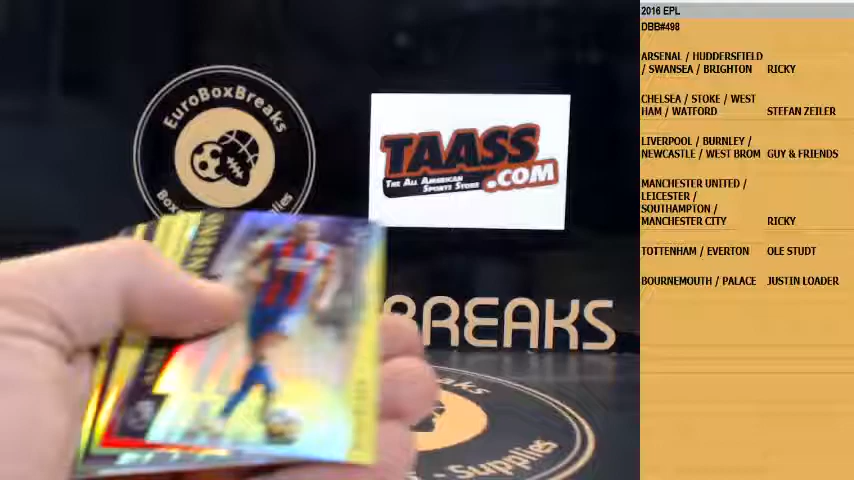 2016 EPL
DBB#498
ARSENAL / HUDDERSFIELD
/ SWANSEA / BRIGHTON RICKY
CHELSEA / STOKE / WEST
HAM / WATFORD STEFAN ZEILER
LIVERPOOL / BURNLEY /
NEWCASTLE / WEST BROM GUY & FRIENDS
MANCHESTER UNITED /
LEICESTER /
SOUTHAMPTON /
MANCHESTER CITY RICKY
TOTTENHAM / EVERTON OLE STUDT
BOURNEMOUTH / PALACE JUSTIN LOADER
EuroBoxBreaks
TAASS
THE ALL AMERICAN
SPORTS STORE
.COM
BREAKS
Supplies